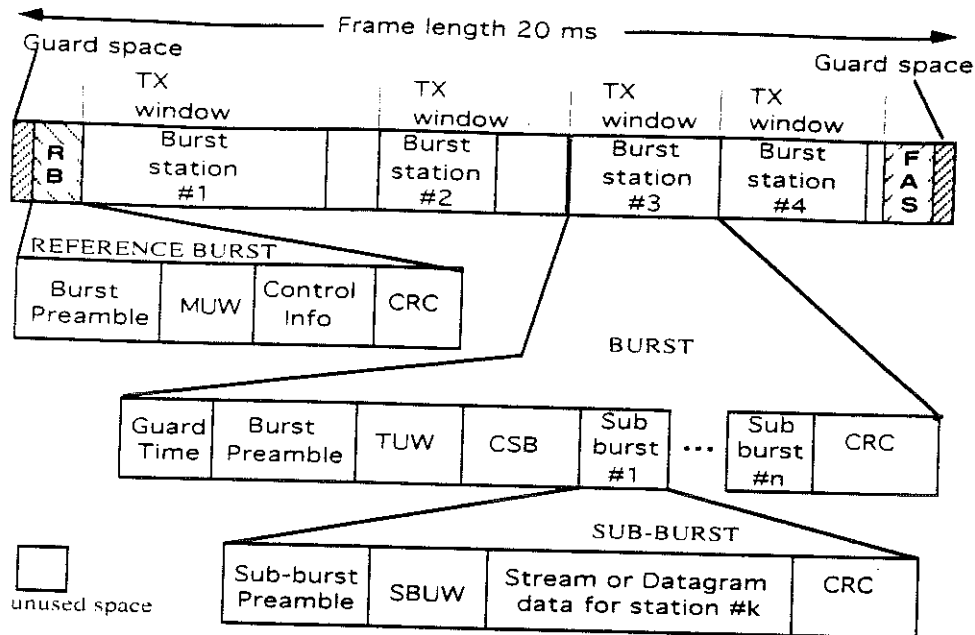 Frame length 20 ms
Guard space
Guard space
TX window
TX window
TX window
TX window
RB
Burst station #1
Burst station #2
Burst station #3
Burst station #4
FAS
REFERENCE BURST
Burst Preamble
MUW
Control Info
CRC
BURST
Guard Time
Burst Preamble
TUW
CSB
Sub burst #1
...
Sub burst #n
CRC
SUB-BURST
Sub-burst Preamble
SBUW
Stream or Datagram data for station #k
CRC
unused space